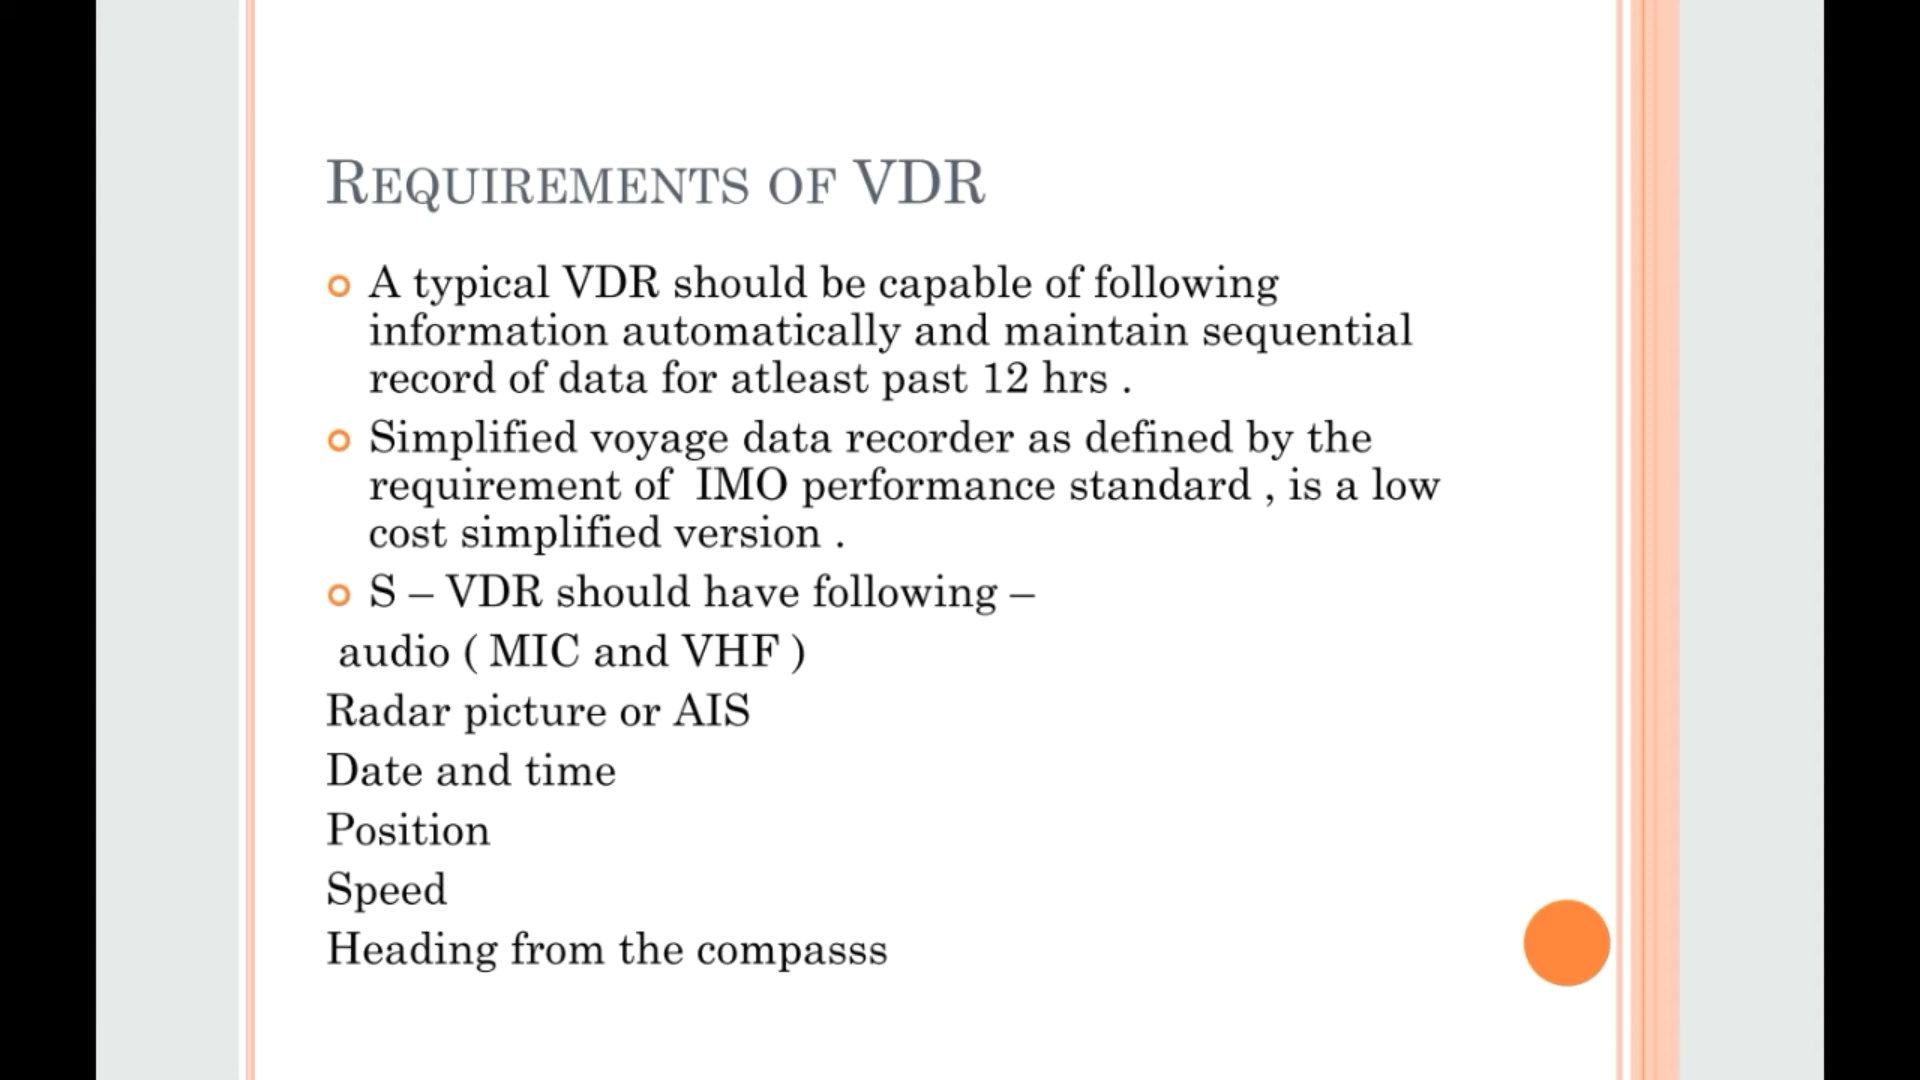 REQUIREMENTS OF VDR
A typical VDR should be capable of following
information automatically and maintain sequential
record of data for atleast past 12 hrs .
Simplified voyage data recorder as defined by the
requirement of  IMO performance standard , is a low
cost simplified version .
S – VDR should have following –
audio ( MIC and VHF )
Radar picture or AIS
Date and time
Position
Speed
Heading from the compasss